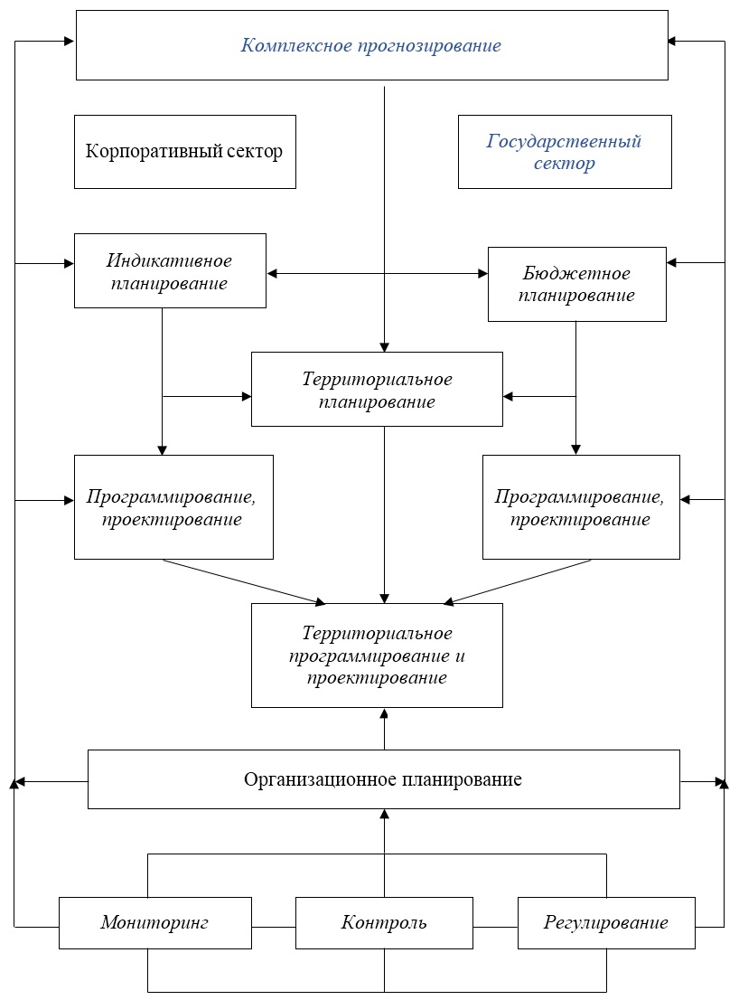 Комплексное прогнозирование
Корпоративный сектор
Государственный
сектор
Индикативное
планирование
Бюджетное
планирование
Территориальное
планирование
Программирование,
проектирование
Программирование,
проектирование
Территориальное
программирование и
проектирование
Организационное планирование
Мониторинг
Контроль
Регулирование